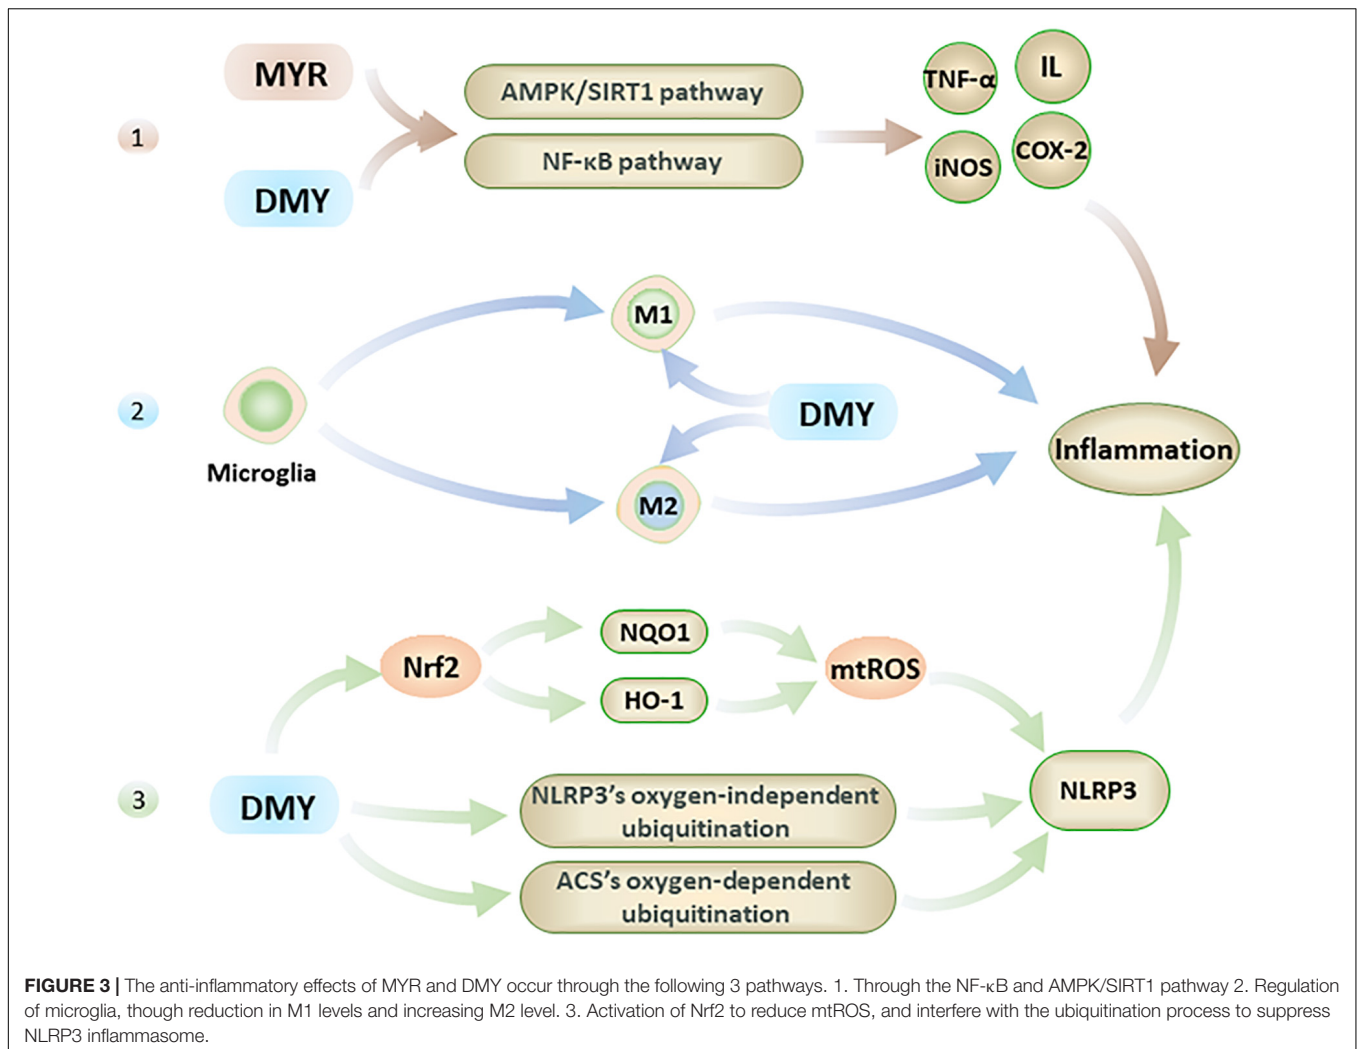 MYR
AMPK/SIRT1 pathway
TNF-α
IL
1
NF-κB pathway
iNOS
COX-2
DMY
M1
2
DMY
Inflammation
Microglia
M2
NQO1
Nrf2
mtROS
HO-1
3
DMY
NLRP3's oxygen-independent
ubiquitination
NLRP3
ACS's oxygen-dependent
ubiquitination
FIGURE 3 | The anti-inflammatory effects of MYR and DMY occur through the following 3 pathways. 1. Through the NF-κB and AMPK/SIRT1 pathway 2. Regulation
of microglia, though reduction in M1 levels and increasing M2 level. 3. Activation of Nrf2 to reduce mtROS, and interfere with the ubiquitination process to suppress
NLRP3 inflammasome.